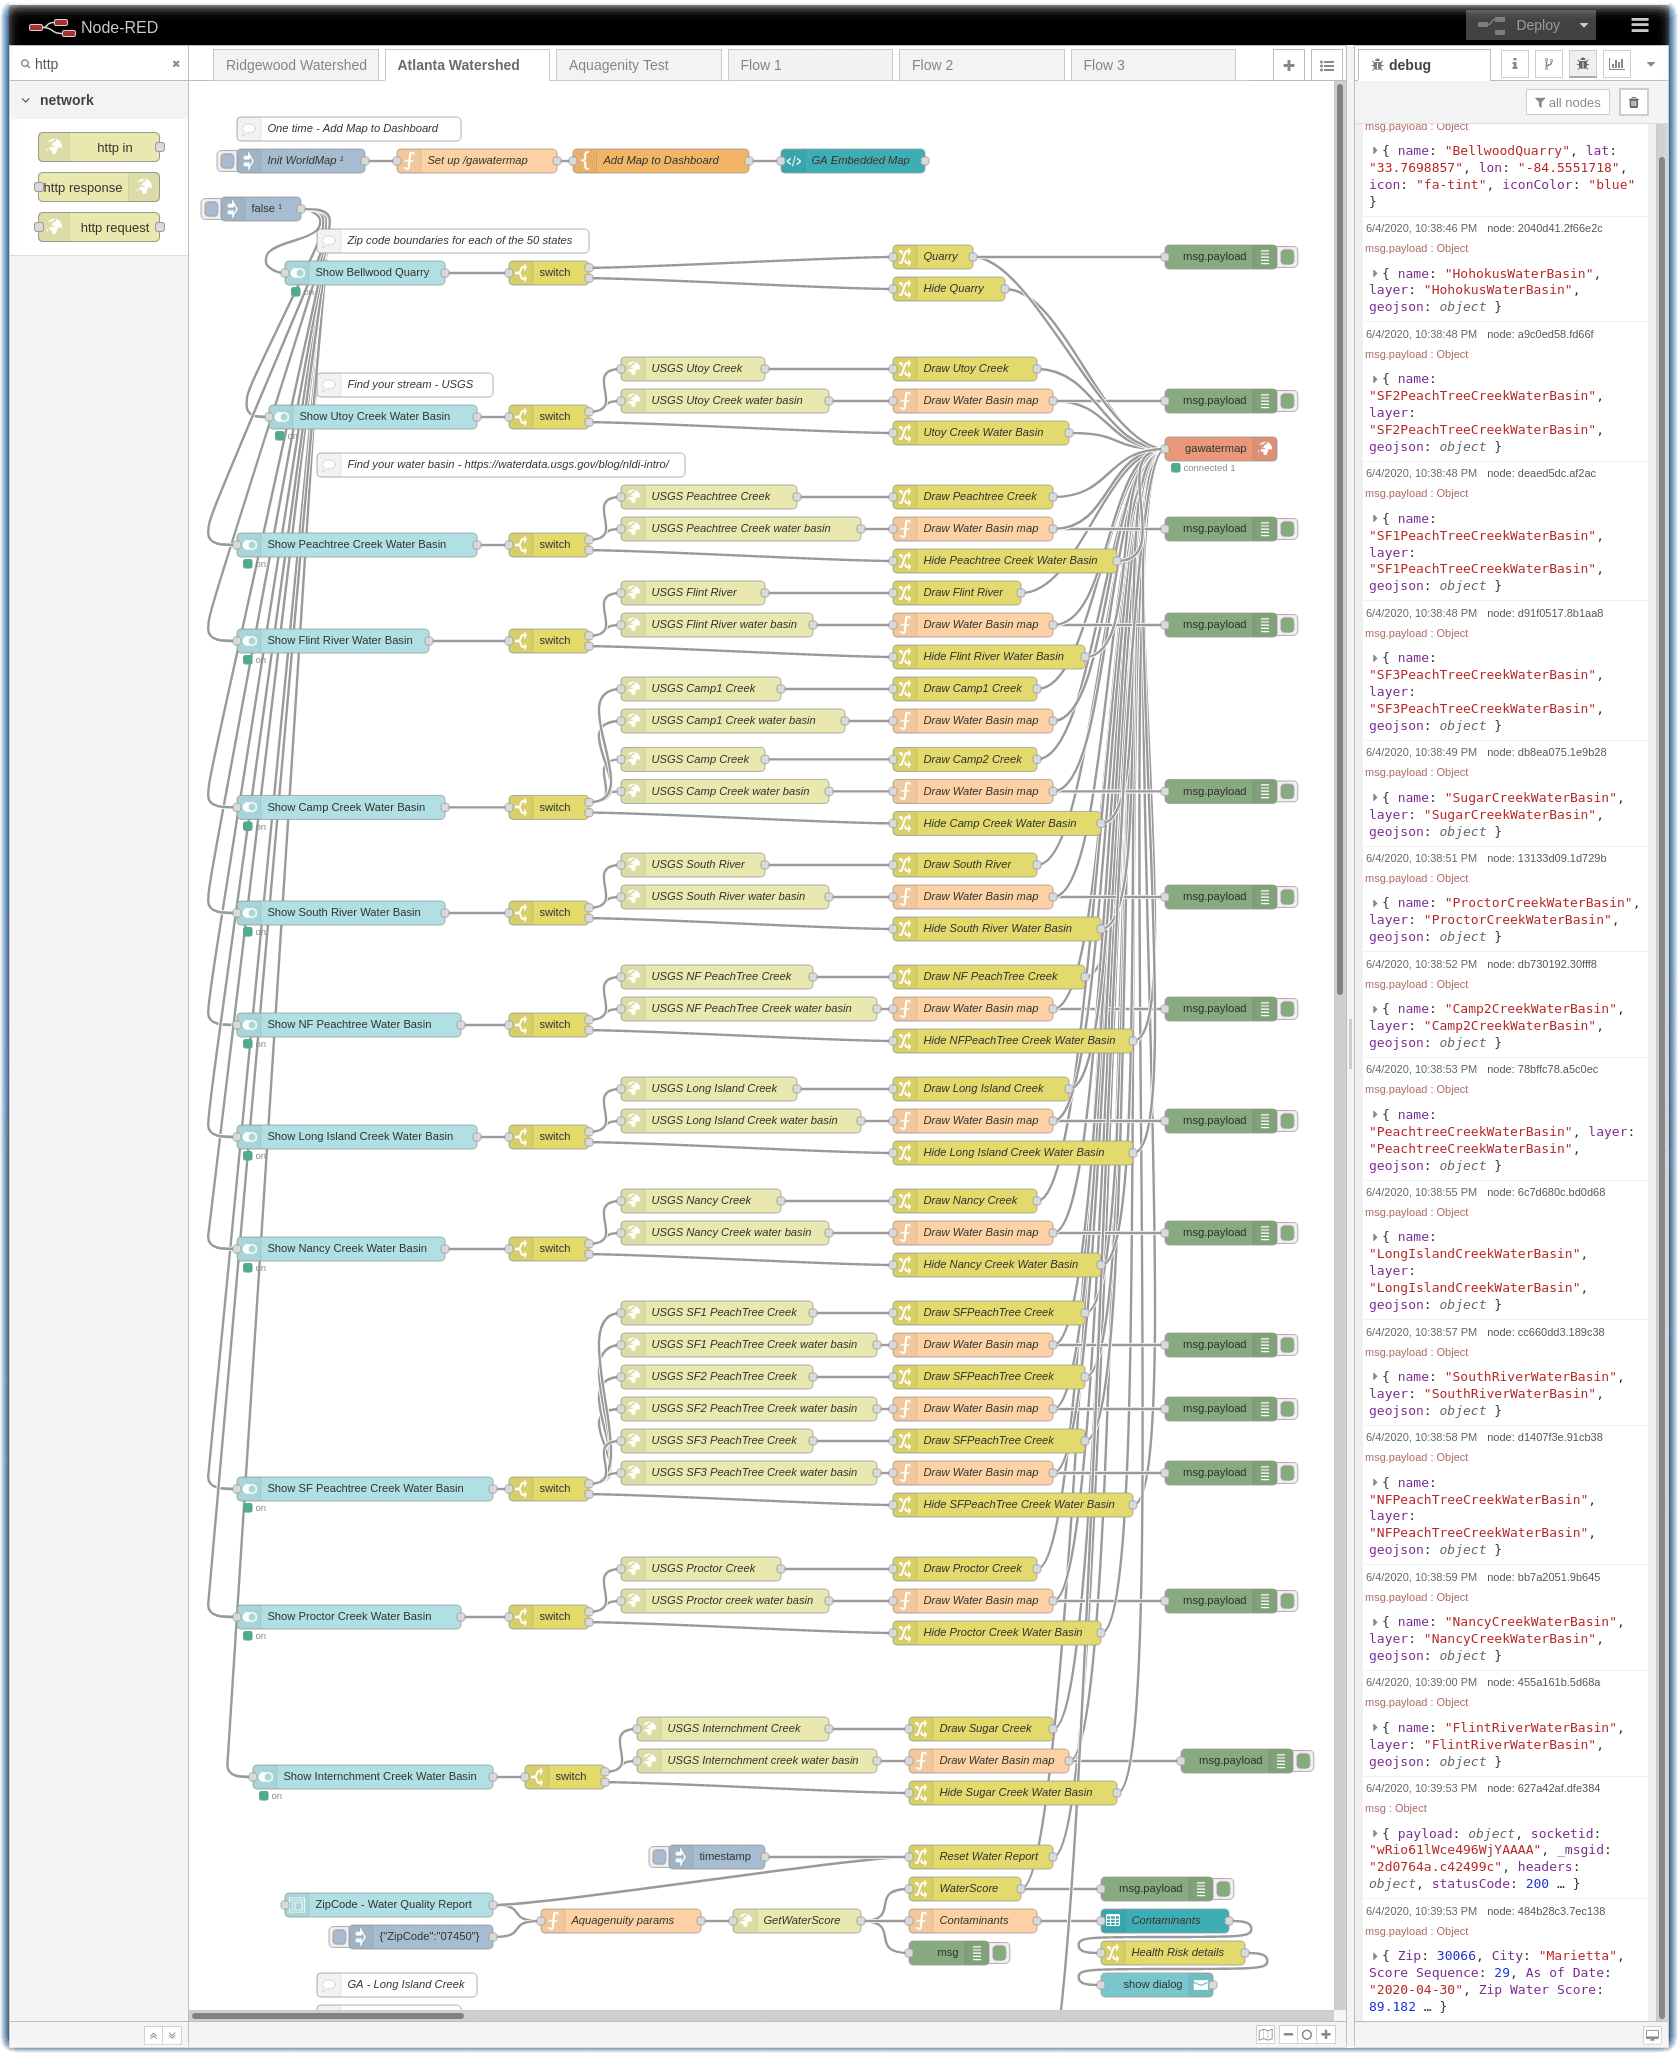 Node-RED
Deploy
http
network
http in
http response
http request
Ridgewood Watershed
Atlanta Watershed
Aquagenity Test
Flow 1
Flow 2
Flow 3
One time - Add Map to Dashboard
Init WorldMap ¹
Set up /gawatermap
Add Map to Dashboard
GA Embedded Map
false ¹
Zip code boundaries for each of the 50 states
Show Bellwood Quarry
switch
Quarry
msg.payload
Hide Quarry
USGS Utoy Creek
Draw Utoy Creek
Find your stream - USGS
USGS Utoy Creek water basin
Draw Water Basin map
msg.payload
Show Utoy Creek Water Basin
switch
Utoy Creek Water Basin
gawatermap
connected 1
Find your water basin - https://waterdata.usgs.gov/blog/nldi-intro/
USGS Peachtree Creek
Draw Peachtree Creek
USGS Peachtree Creek water basin
Draw Water Basin map
msg.payload
Show Peachtree Creek Water Basin
switch
on
Hide Peachtree Creek Water Basin
USGS Flint River
Draw Flint River
USGS Flint River water basin
Draw Water Basin map
msg.payload
Show Flint River Water Basin
switch
on
Hide Flint River Water Basin
USGS Camp1 Creek
Draw Camp1 Creek
USGS Camp1 Creek water basin
Draw Water Basin map
USGS Camp Creek
Draw Camp2 Creek
USGS Camp Creek water basin
Draw Water Basin map
msg.payload
Show Camp Creek Water Basin
switch
on
Hide Camp Creek Water Basin
USGS South River
Draw South River
USGS South River water basin
Draw Water Basin map
msg.payload
Show South River Water Basin
switch
on
Hide South River Water Basin
USGS NF PeachTree Creek
Draw NF PeachTree Creek
USGS NF PeachTree Creek water basin
Draw Water Basin map
msg.payload
Show NF Peachtree Water Basin
switch
on
Hide NFPeachTree Creek Water Basin
USGS Long Island Creek
Draw Long Island Creek
USGS Long Island Creek water basin
Draw Water Basin map
msg.payload
Show Long Island Creek Water Basin
switch
on
Hide Long Island Creek Water Basin
USGS Nancy Creek
Draw Nancy Creek
USGS Nancy Creek water basin
Draw Water Basin map
msg.payload
Show Nancy Creek Water Basin
switch
on
Hide Nancy Creek Water Basin
USGS SF1 PeachTree Creek
Draw SFPeachTree Creek
USGS SF1 PeachTree Creek water basin
Draw Water Basin map
msg.payload
USGS SF2 PeachTree Creek
Draw SFPeachTree Creek
USGS SF2 PeachTree Creek water basin
Draw Water Basin map
msg.payload
USGS SF3 PeachTree Creek
Draw SFPeachTree Creek
USGS SF3 PeachTree Creek water basin
Draw Water Basin map
msg.payload
Show SF Peachtree Creek Water Basin
switch
on
Hide SFPeachTree Creek Water Basin
USGS Proctor Creek
Draw Proctor Creek
USGS Proctor creek water basin
Draw Water Basin map
msg.payload
Show Proctor Creek Water Basin
switch
on
Hide Proctor Creek Water Basin
USGS Internchment Creek
Draw Sugar Creek
USGS Internchment creek water basin
Draw Water Basin map
msg.payload
Show Internchment Creek Water Basin
switch
on
Hide Sugar Creek Water Basin
timestamp
Reset Water Report
WaterScore
msg.payload
ZipCode - Water Quality Report
Aquagenuity params
GetWaterScore
Contaminants
Contaminants
{"ZipCode":"07450"}
msg
Health Risk details
GA - Long Island Creek
show dialog
debug
all nodes
msg.payload : Object
{ name: "BellwoodQuarry", lat:
"33.7698857", lon: "-84.5551718",
icon: "fa-tint", iconColor: "blue"
}
6/4/2020, 10:38:46 PM node: 2040d41.2f66e2c
msg.payload : Object
{ name: "HohokusWaterBasin",
layer: "HohokusWaterBasin",
geojson: object }
6/4/2020, 10:38:48 PM node: a9c0ed58.fd66f
msg.payload : Object
{ name:
"SF2PeachTreeCreekWaterBasin",
layer:
"SF2PeachTreeCreekWaterBasin",
geojson: object }
6/4/2020, 10:38:48 PM node: deaed5dc.af2ac
msg.payload : Object
{ name:
"SF1PeachTreeCreekWaterBasin",
layer:
"SF1PeachTreeCreekWaterBasin",
geojson: object }
6/4/2020, 10:38:48 PM node: d91f0517.8b1aa8
msg.payload : Object
{ name:
"SF3PeachTreeCreekWaterBasin",
layer:
"SF3PeachTreeCreekWaterBasin",
geojson: object }
6/4/2020, 10:38:49 PM node: db8ea075.1e9b28
msg.payload : Object
{ name: "SugarCreekWaterBasin",
layer: "SugarCreekWaterBasin",
geojson: object }
6/4/2020, 10:38:51 PM node: 13133d09.1d729b
msg.payload : Object
{ name: "ProctorCreekWaterBasin",
layer: "ProctorCreekWaterBasin",
geojson: object }
6/4/2020, 10:38:52 PM node: db730192.30fff8
msg.payload : Object
{ name: "Camp2CreekWaterBasin",
layer: "Camp2CreekWaterBasin",
geojson: object }
6/4/2020, 10:38:53 PM node: 78bffc78.a5c0ec
msg.payload : Object
{ name:
"PeachtreeCreekWaterBasin", layer:
"PeachtreeCreekWaterBasin",
geojson: object }
6/4/2020, 10:38:55 PM node: 6c7d680c.bd0d68
msg.payload : Object
{ name:
"LongIslandCreekWaterBasin",
layer:
"LongIslandCreekWaterBasin",
geojson: object }
6/4/2020, 10:38:57 PM node: cc660dd3.189c38
msg.payload : Object
{ name: "SouthRiverWaterBasin",
layer: "SouthRiverWaterBasin",
geojson: object }
6/4/2020, 10:38:58 PM node: d1407f3e.91cb38
msg.payload : Object
{ name:
"NFPeachTreeCreekWaterBasin",
layer:
"NFPeachTreeCreekWaterBasin",
geojson: object }
6/4/2020, 10:38:59 PM node: bb7a2051.9b645
msg.payload : Object
{ name: "NancyCreekWaterBasin",
layer: "NancyCreekWaterBasin",
geojson: object }
6/4/2020, 10:39:00 PM node: 455a161b.5d68a
msg.payload : Object
{ name: "FlintRiverWaterBasin",
layer: "FlintRiverWaterBasin",
geojson: object }
6/4/2020, 10:39:53 PM node: 627a42af.dfe384
msg : Object
{ payload: object, socketid:
"wRio61lWce496WjYAAAA", _msgid:
"2d0764a.c42499c", headers:
object, statusCode: 200 … }
6/4/2020, 10:39:53 PM node: 484b28c3.7ec138
msg.payload : Object
{ Zip: 30066, City: "Marietta",
Score Sequence: 29, As of Date:
"2020-04-30", Zip Water Score:
89.182 … }